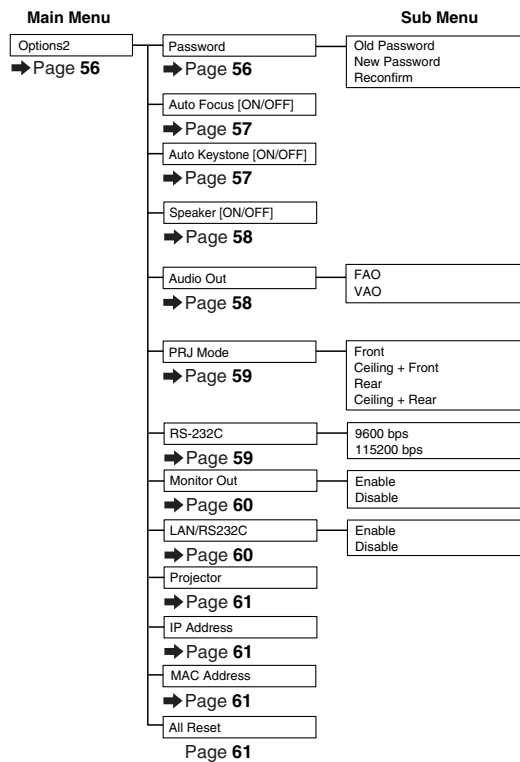 Main Menu
Sub Menu
Options2
➡Page 56
Password
➡Page 56
Old Password
New Password
Reconfirm
Auto Focus [ON/OFF]
➡Page 57
Auto Keystone [ON/OFF]
➡Page 57
Speaker [ON/OFF]
➡Page 58
Audio Out
➡Page 58
FAO
VAO
PRJ Mode
➡Page 59
Front
Ceiling + Front
Rear
Ceiling + Rear
RS-232C
➡Page 59
9600 bps
115200 bps
Monitor Out
➡Page 60
Enable
Disable
LAN/RS232C
➡Page 60
Enable
Disable
Projector
➡Page 61
IP Address
➡Page 61
MAC Address
➡Page 61
All Reset
Page 61